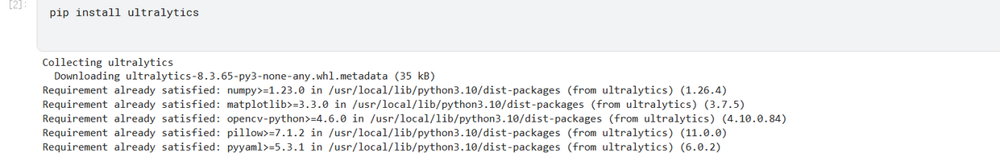 [2]:
pip install ultralytics
Collecting ultralytics
  Downloading ultralytics-8.3.65-py3-none-any.whl.metadata (35 kB)
Requirement already satisfied: numpy>=1.23.0 in /usr/local/lib/python3.10/dist-packages (from ultralytics) (1.26.4)
Requirement already satisfied: matplotlib>=3.3.0 in /usr/local/lib/python3.10/dist-packages (from ultralytics) (3.7.5)
Requirement already satisfied: opencv-python>=4.6.0 in /usr/local/lib/python3.10/dist-packages (from ultralytics) (4.10.0.84)
Requirement already satisfied: pillow>=7.1.2 in /usr/local/lib/python3.10/dist-packages (from ultralytics) (11.0.0)
Requirement already satisfied: pyyaml>=5.3.1 in /usr/local/lib/python3.10/dist-packages (from ultralytics) (6.0.2)